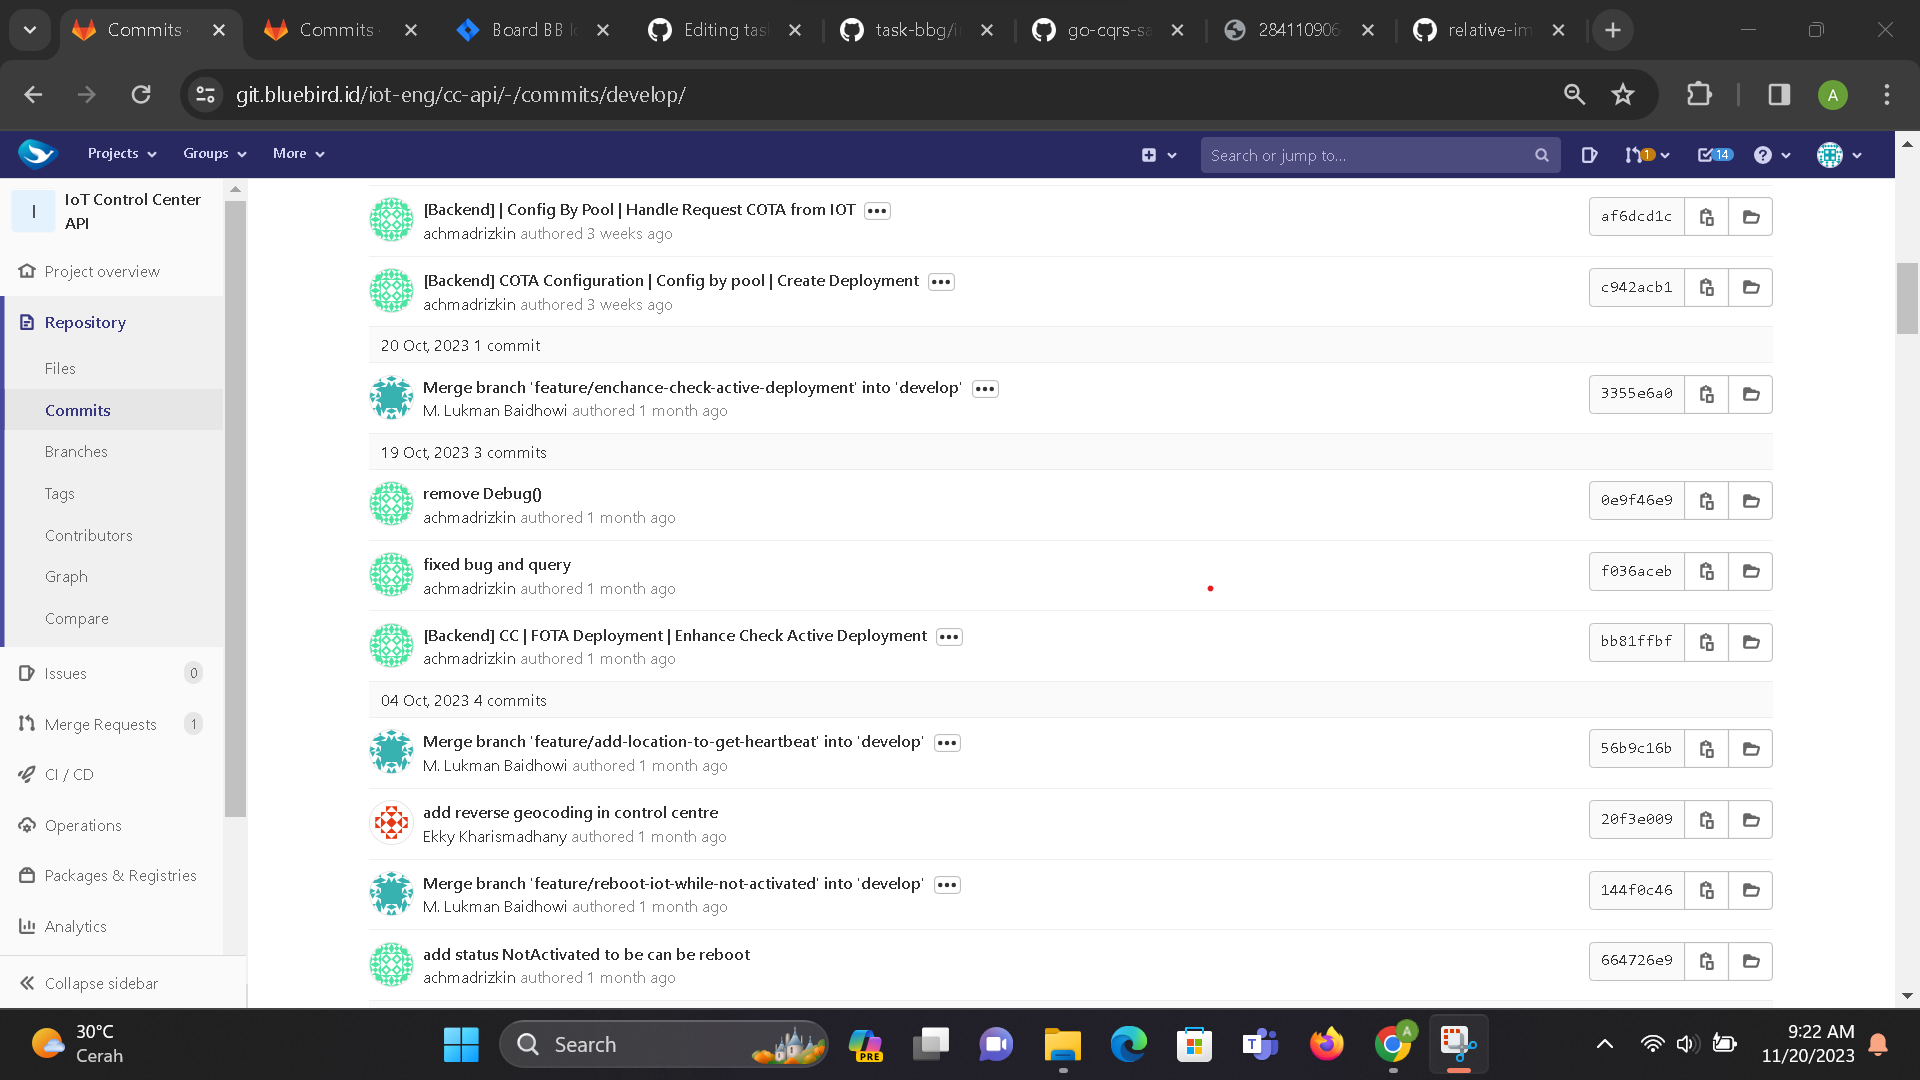 Commits
Commits
Board BB
Editing tas
task-bbg/i
go-cqrs-sa
284110906
relative-im
git.bluebird.id/iot-eng/cc-api/-/commits/develop/
A
Projects
Groups
More
Search or jump to...
1
14
I
IoT Control Center
API
Project overview
Repository
Files
Commits
Branches
Tags
Contributors
Graph
Compare
Issues
0
Merge Requests
1
CI / CD
Operations
Packages & Registries
Analytics
Collapse sidebar
[Backend] | Config By Pool | Handle Request COTA from IOT
achmadrizkin authored 3 weeks ago
af6dcd1c
[Backend] COTA Configuration | Config by pool | Create Deployment
achmadrizkin authored 3 weeks ago
c942acb1
20 Oct, 2023 1 commit
Merge branch 'feature/enchance-check-active-deployment' into 'develop'
M. Lukman Baidhowi authored 1 month ago
3355e6a0
19 Oct, 2023 3 commits
remove Debug()
achmadrizkin authored 1 month ago
0e9f46e9
fixed bug and query
achmadrizkin authored 1 month ago
f036aceb
[Backend] CC | FOTA Deployment | Enhance Check Active Deployment
achmadrizkin authored 1 month ago
bb81ffbf
04 Oct, 2023 4 commits
Merge branch 'feature/add-location-to-get-heartbeat' into 'develop'
M. Lukman Baidhowi authored 1 month ago
56b9c16b
add reverse geocoding in control centre
Ekky Kharismadhany authored 1 month ago
20f3e009
Merge branch 'feature/reboot-iot-while-not-activated' into 'develop'
M. Lukman Baidhowi authored 1 month ago
144f0c46
add status NotActivated to be can be reboot
achmadrizkin authored 1 month ago
664726e9
30°C
Cerah
Search
PRE
A
9:22 AM
11/20/2023